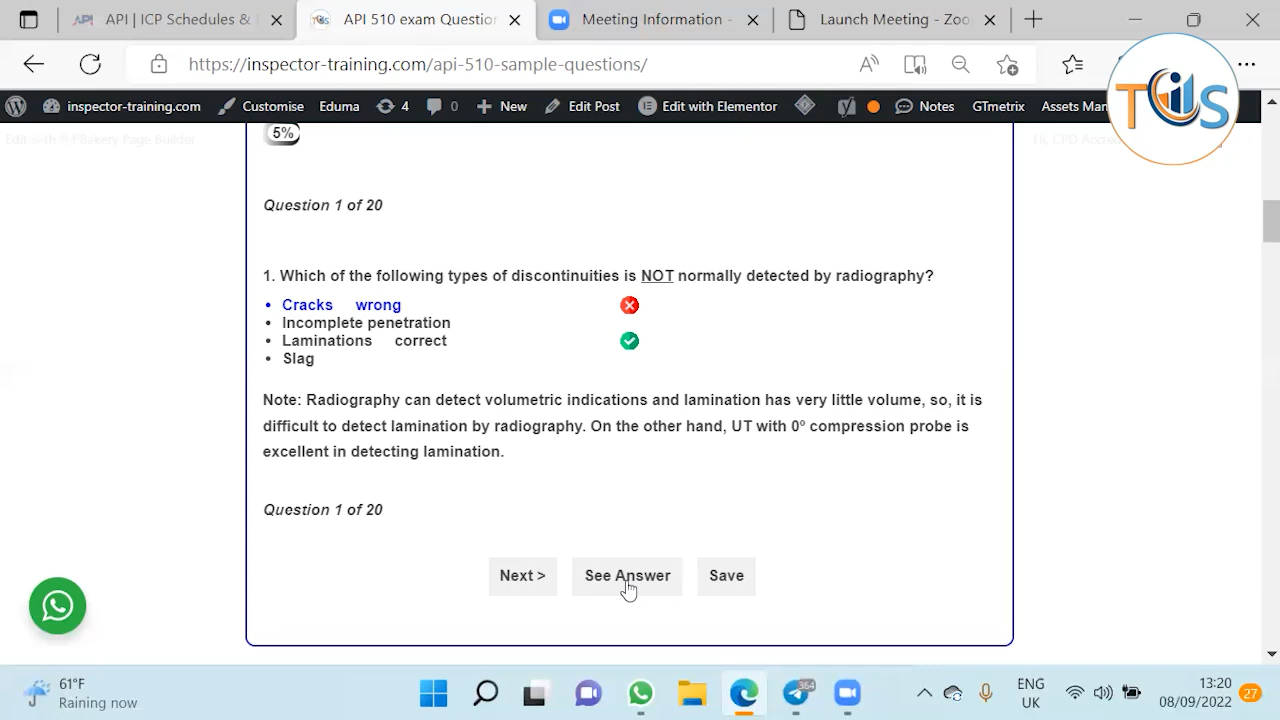 API | ICP Schedules &
API 510 exam Question
Meeting Information -
Launch Meeting - Zoo
https://inspector-training.com/api-510-sample-questions/
TIS
inspector-training.com
Customise
Eduma
4
0
New
Edit Post
Edit with Elementor
Notes
GTmetrix
Assets Man
5%
Question 1 of 20
1. Which of the following types of discontinuities is NOT normally detected by radiography?
• Cracks wrong
• Incomplete penetration
• Laminations correct
• Slag
Note: Radiography can detect volumetric indications and lamination has very little volume, so, it is
difficult to detect lamination by radiography. On the other hand, UT with 0º compression probe is
excellent in detecting lamination.
Question 1 of 20
Next >
See Answer
Save
61°F
Raining now
364
ENG
UK
13:20
08/09/2022
27